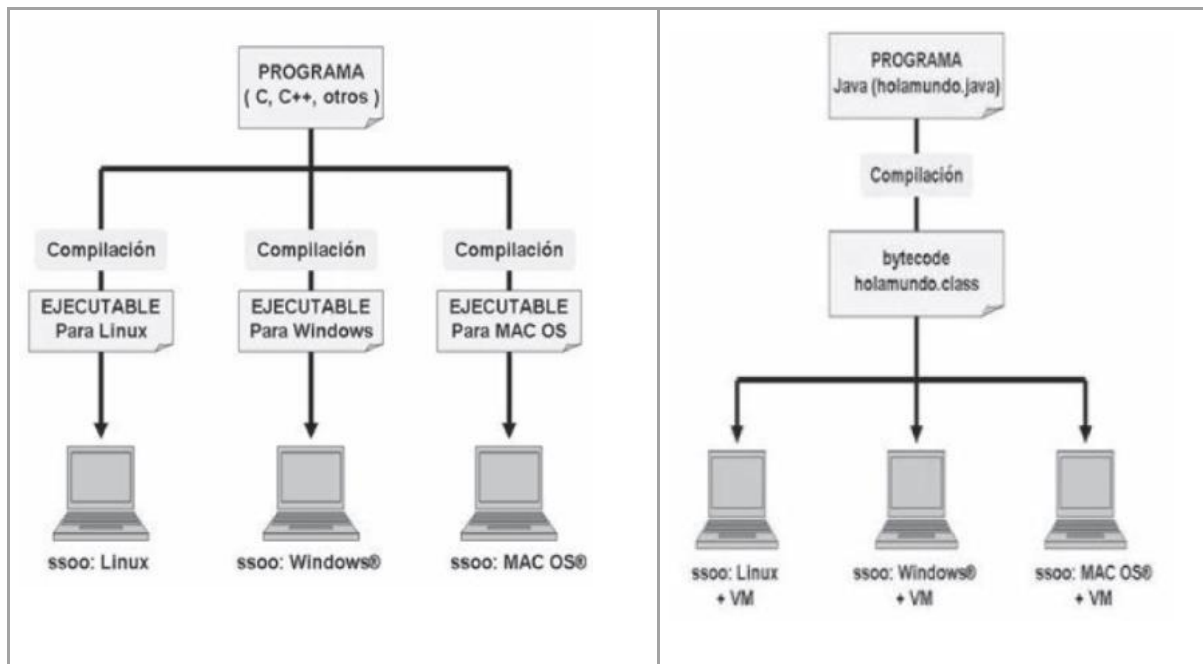 PROGRAMA
( C, C++, otros )
Compilación
Compilación
Compilación
EJECUTABLE
Para Linux
EJECUTABLE
Para Windows
EJECUTABLE
Para MAC OS
ssoo: Linux
ssoo: Windows®
ssoo: MAC OS®
PROGRAMA
Java (holamundo.java)
Compilación
bytecode
holamundo.class
ssoo: Linux
+ VM
ssoo: Windows®
+ VM
ssoo: MAC OS®
+ VM